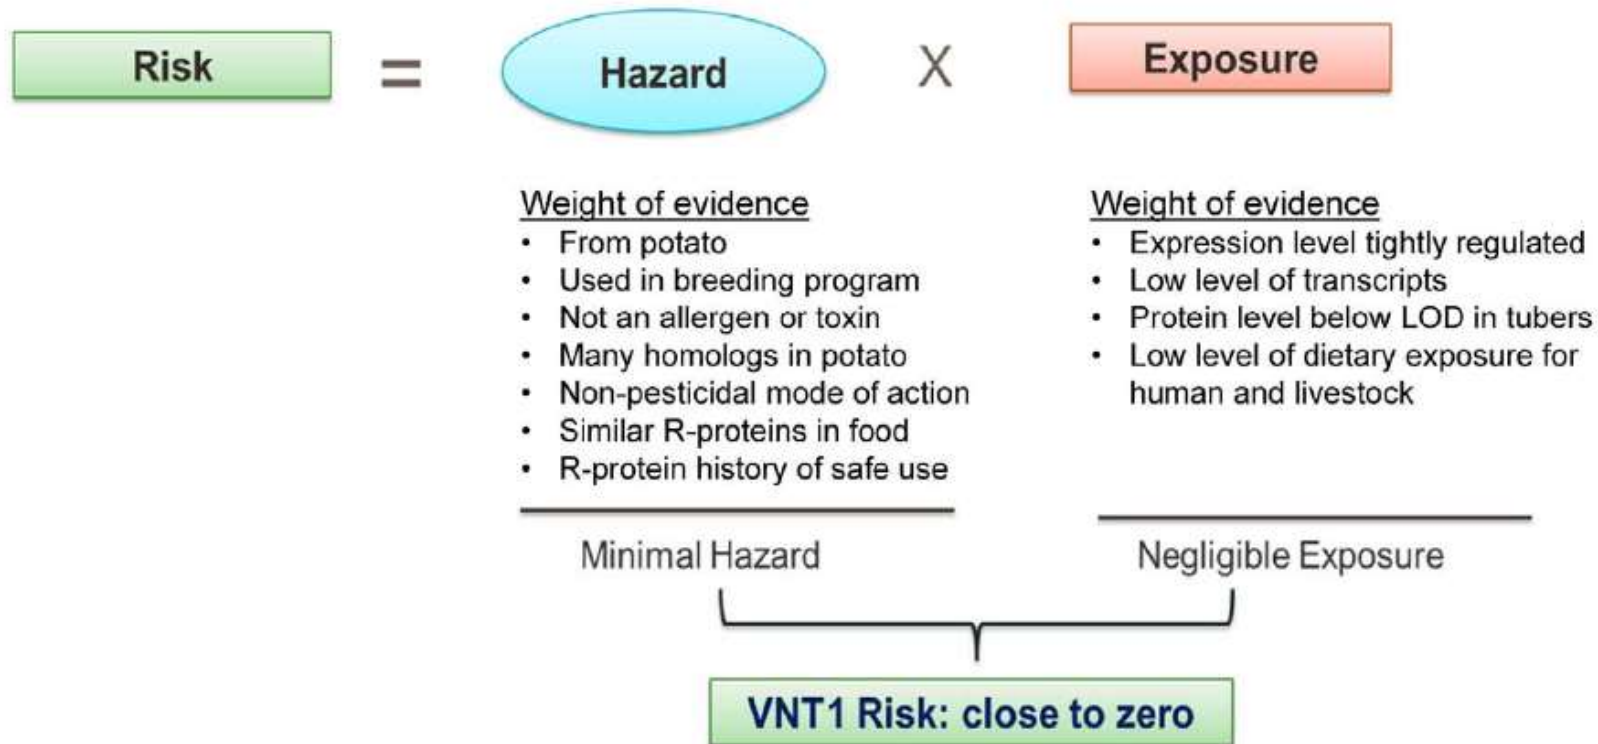 Risk = Hazard X Exposure
Weight of evidence
• From potato
• Used in breeding program
• Not an allergen or toxin
• Many homologs in potato
• Non-pesticidal mode of action
• Similar R-proteins in food
• R-protein history of safe use
Minimal Hazard
Weight of evidence
• Expression level tightly regulated
• Low level of transcripts
• Protein level below LOD in tubers
• Low level of dietary exposure for
human and livestock
Negligible Exposure
VNT1 Risk: close to zero